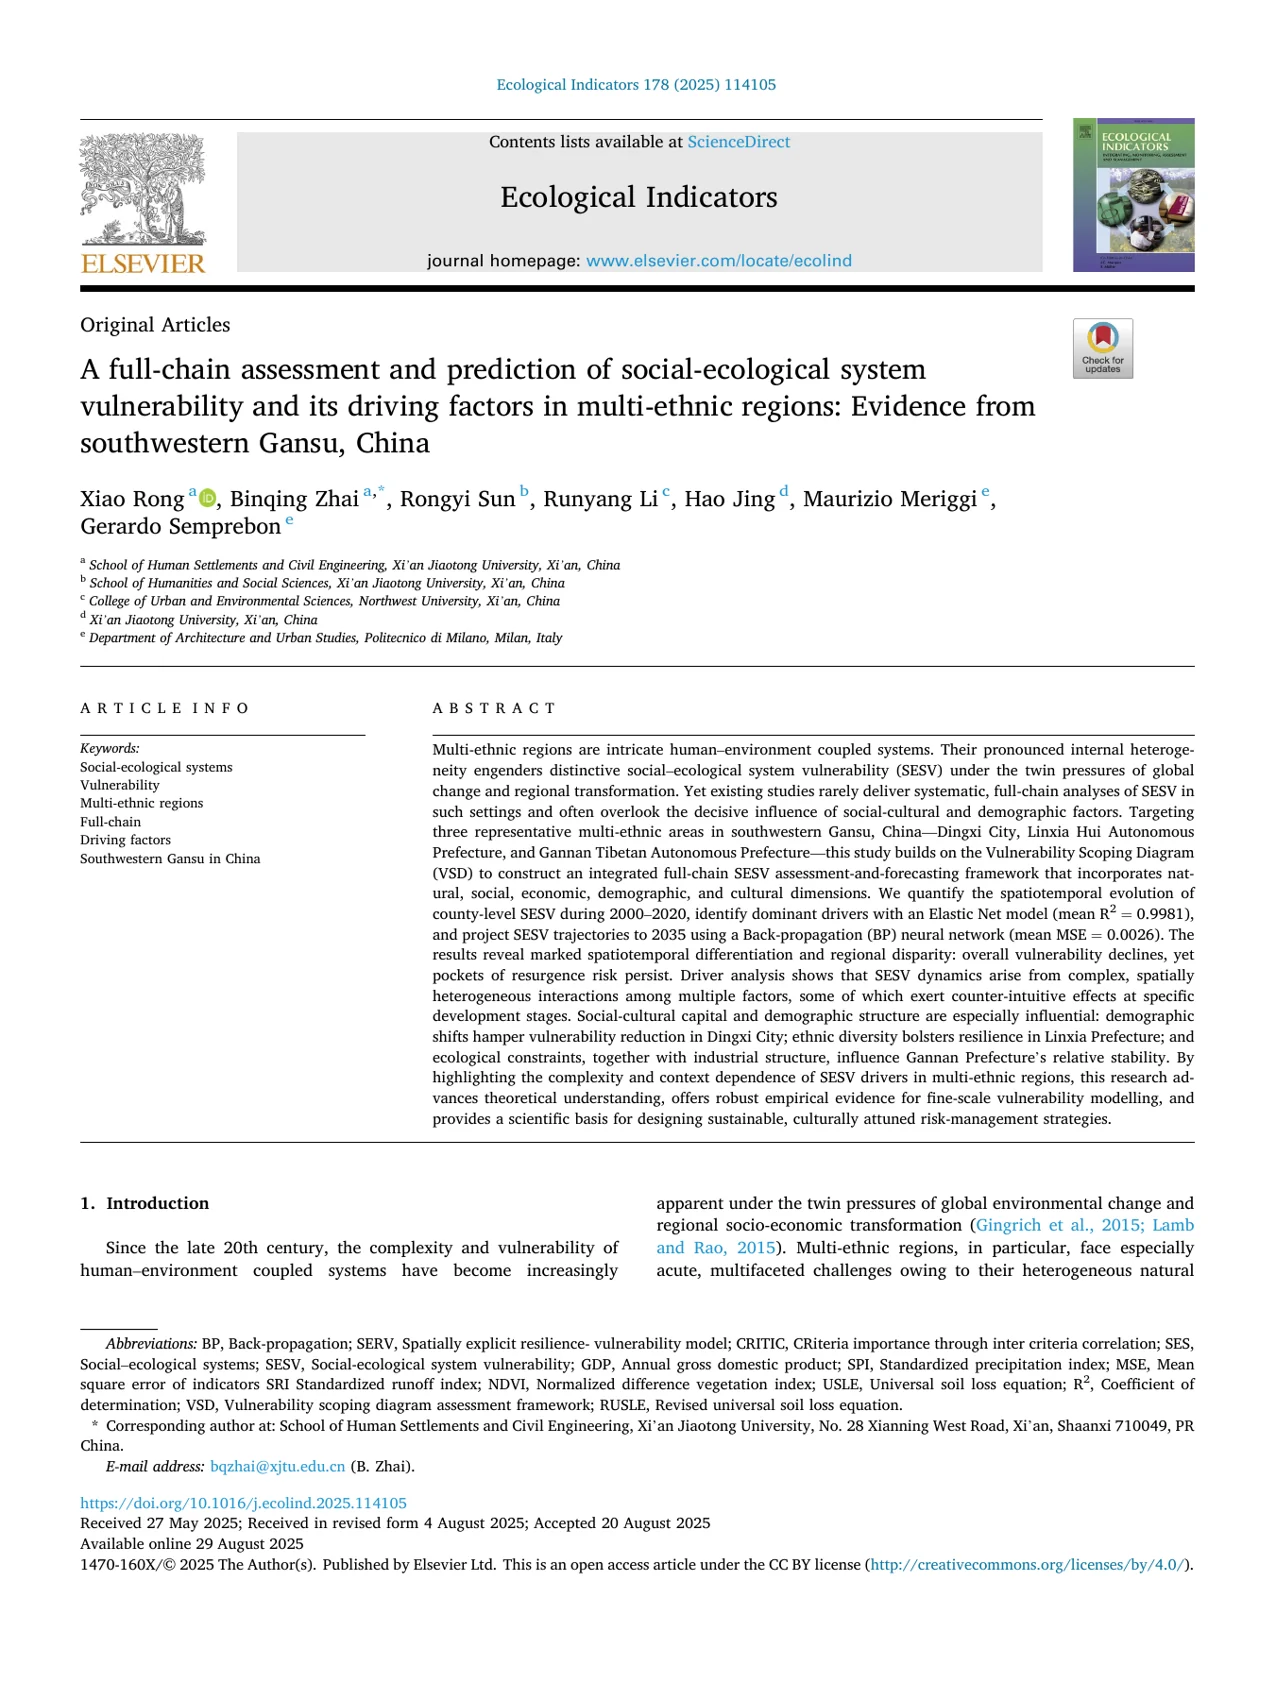 Ecological Indicators 178 (2025) 114105
Contents lists available at ScienceDirect
Ecological Indicators
journal homepage: www.elsevier.com/locate/ecolind
ELSEVIER
ECOLOGICAL
INDICATORS
Original Articles
Check for
updates
A full-chain assessment and prediction of social-ecological system
vulnerability and its driving factors in multi-ethnic regions: Evidence from
southwestern Gansu, China
Xiao Rong a, Binqing Zhai a,*, Rongyi Sun b, Runyang Li c, Hao Jing d, Maurizio Meriggi e,
Gerardo Semprebon e
a School of Human Settlements and Civil Engineering, Xi'an Jiaotong University, Xi'an, China
b School of Humanities and Social Sciences, Xi'an Jiaotong University, Xi'an, China
c College of Urban and Environmental Sciences, Northwest University, Xi'an, China
d Xi'an Jiaotong University, Xi'an, China
e Department of Architecture and Urban Studies, Politecnico di Milano, Milan, Italy
ARTICLE INFO
Keywords:
Social-ecological systems
Vulnerability
Multi-ethnic regions
Full-chain
Driving factors
Southwestern Gansu in China
ABSTRACT
Multi-ethnic regions are intricate human–environment coupled systems. Their pronounced internal heteroge-
neity engenders distinctive social–ecological system vulnerability (SESV) under the twin pressures of global
change and regional transformation. Yet existing studies rarely deliver systematic, full-chain analyses of SESV in
such settings and often overlook the decisive influence of social-cultural and demographic factors. Targeting
three representative multi-ethnic areas in southwestern Gansu, China—Dingxi City, Linxia Hui Autonomous
Prefecture, and Gannan Tibetan Autonomous Prefecture—this study builds on the Vulnerability Scoping Diagram
(VSD) to construct an integrated full-chain SESV assessment-and-forecasting framework that incorporates nat-
ural, social, economic, demographic, and cultural dimensions. We quantify the spatiotemporal evolution of
county-level SESV during 2000–2020, identify dominant drivers with an Elastic Net model (mean R² = 0.9981),
and project SESV trajectories to 2035 using a Back-propagation (BP) neural network (mean MSE = 0.0026). The
results reveal marked spatiotemporal differentiation and regional disparity: overall vulnerability declines, yet
pockets of resurgence risk persist. Driver analysis shows that SESV dynamics arise from complex, spatially
heterogeneous interactions among multiple factors, some of which exert counter-intuitive effects at specific
development stages. Social-cultural capital and demographic structure are especially influential: demographic
shifts hamper vulnerability reduction in Dingxi City; ethnic diversity bolsters resilience in Linxia Prefecture; and
ecological constraints, together with industrial structure, influence Gannan Prefecture's relative stability. By
highlighting the complexity and context dependence of SESV drivers in multi-ethnic regions, this research ad-
vances theoretical understanding, offers robust empirical evidence for fine-scale vulnerability modelling, and
provides a scientific basis for designing sustainable, culturally attuned risk-management strategies.
1. Introduction
Since the late 20th century, the complexity and vulnerability of
human–environment coupled systems have become increasingly
apparent under the twin pressures of global environmental change and
regional socio-economic transformation (Gingrich et al., 2015; Lamb
and Rao, 2015). Multi-ethnic regions, in particular, face especially
acute, multifaceted challenges owing to their heterogeneous natural
Abbreviations: BP, Back-propagation; SERV, Spatially explicit resilience- vulnerability model; CRITIC, CRiteria importance through inter criteria correlation; SES,
Social–ecological systems; SESV, Social-ecological system vulnerability; GDP, Annual gross domestic product; SPI, Standardized precipitation index; MSE, Mean
square error of indicators SRI Standardized runoff index; NDVI, Normalized difference vegetation index; USLE, Universal soil loss equation; R², Coefficient of
determination; VSD, Vulnerability scoping diagram assessment framework; RUSLE, Revised universal soil loss equation.
* Corresponding author at: School of Human Settlements and Civil Engineering, Xi'an Jiaotong University, No. 28 Xianning West Road, Xi'an, Shaanxi 710049, PR
China.
E-mail address: bqzhai@xjtu.edu.cn (B. Zhai).
https://doi.org/10.1016/j.ecolind.2025.114105
Received 27 May 2025; Received in revised form 4 August 2025; Accepted 20 August 2025
Available online 29 August 2025
1470-160X/© 2025 The Author(s). Published by Elsevier Ltd. This is an open access article under the CC BY license (http://creativecommons.org/licenses/by/4.0/).